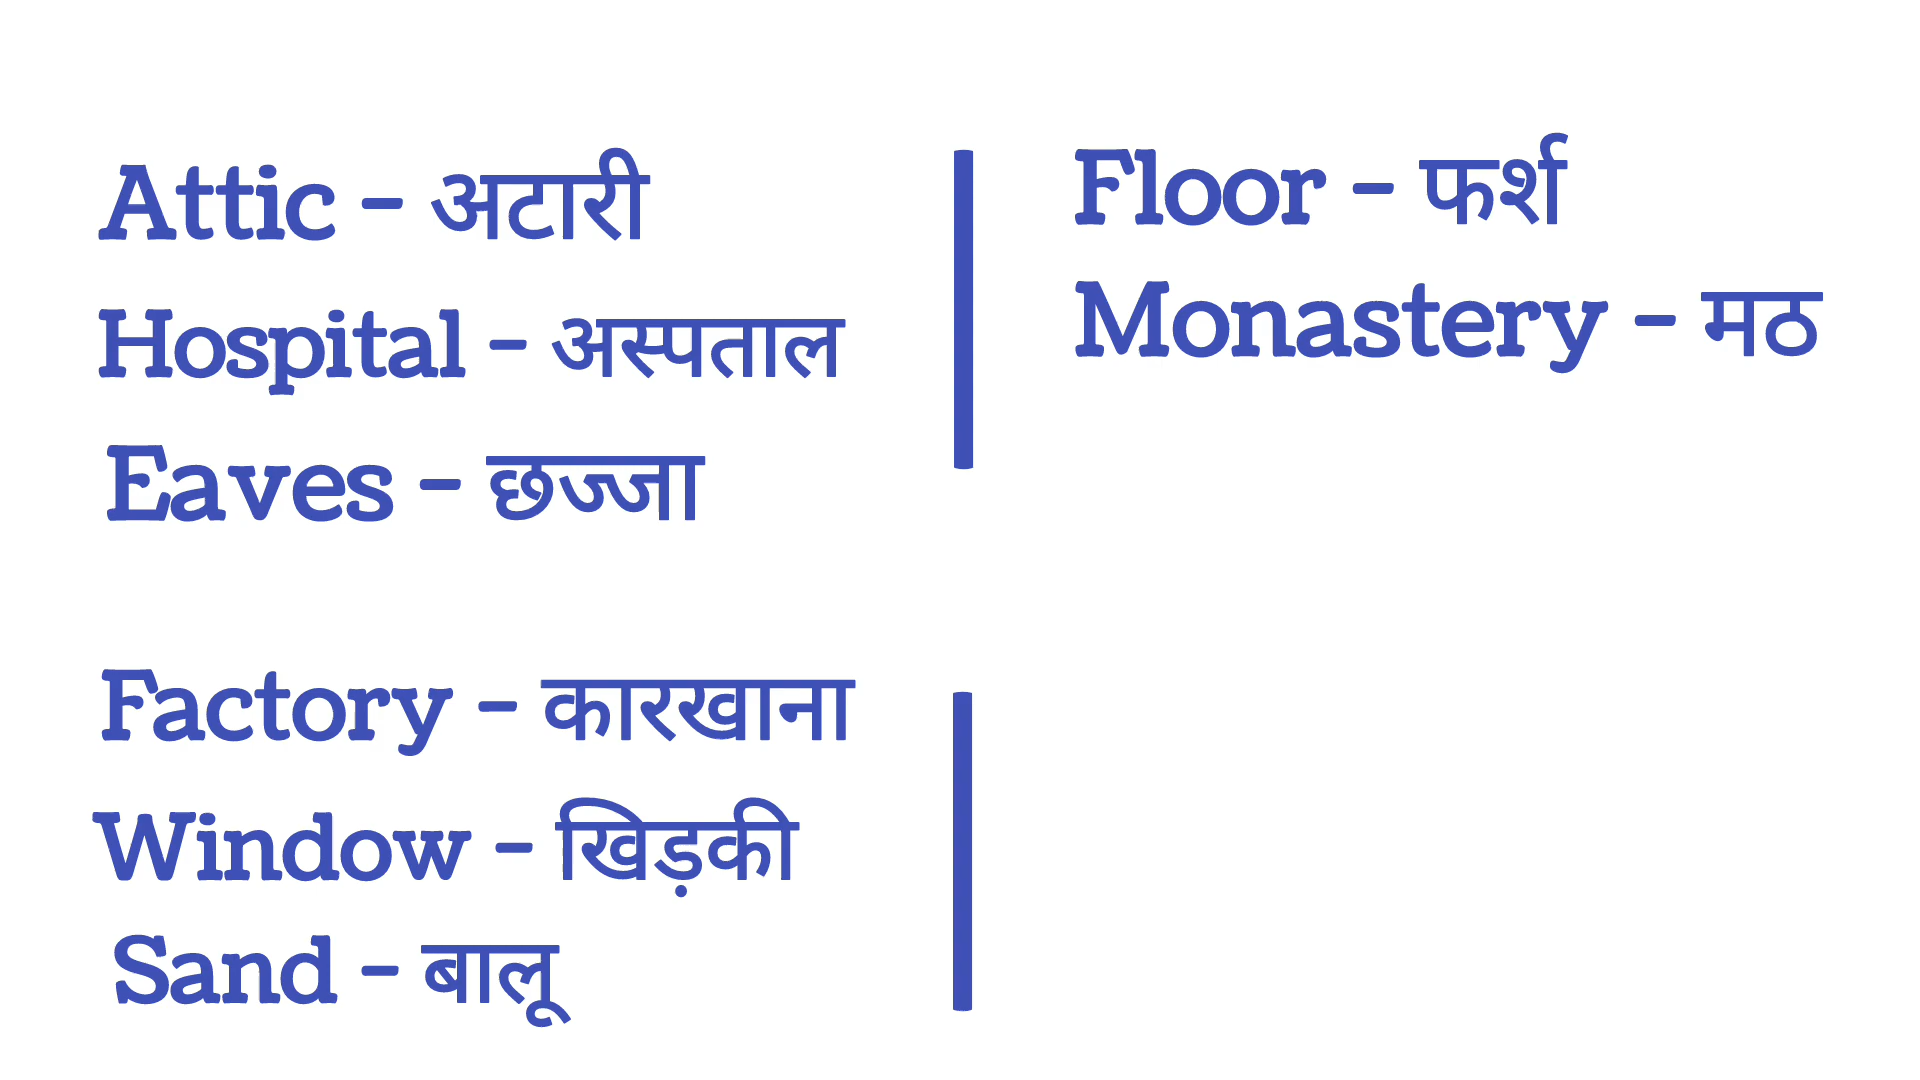 Attic - अटारी
Hospital - अस्पताल
Eaves - छज्जा
Factory - कारखाना
Window - खिड़की
Sand - बालू
Floor - फर्श
Monastery - मठ